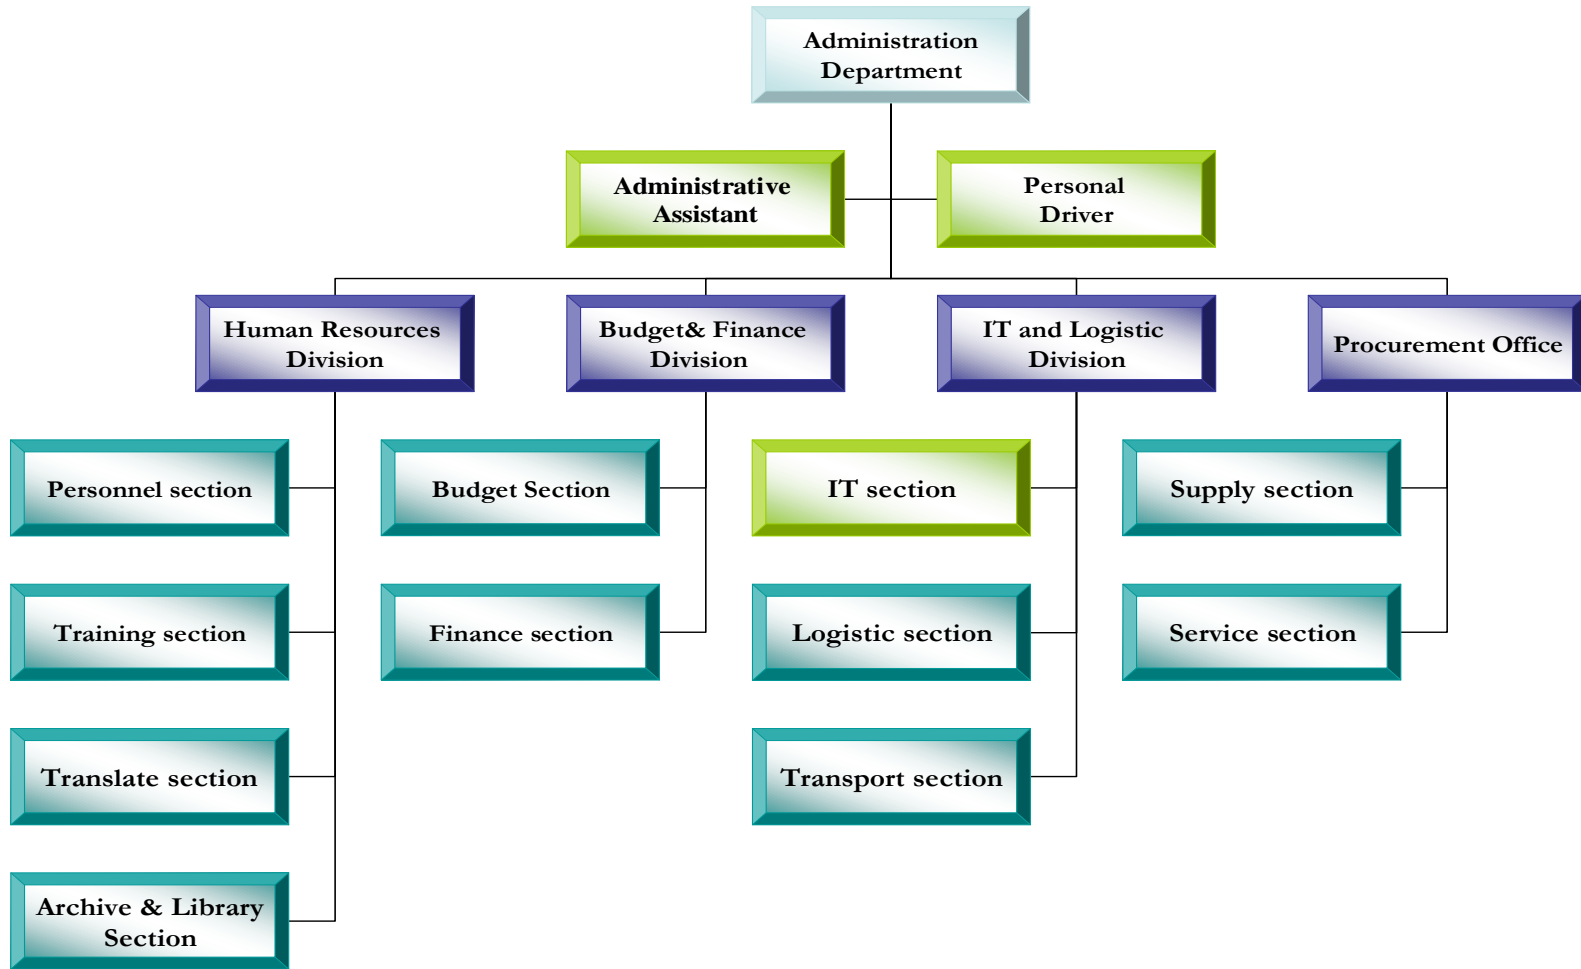 Administration
Department
Administrative
Assistant
Personal
Driver
Human Resources
Division
Budget& Finance
Division
IT and Logistic
Division
Procurement Office
Personnel section
Budget Section
IT section
Supply section
Training section
Finance section
Logistic section
Service section
Translate section
Transport section
Archive & Library
Section